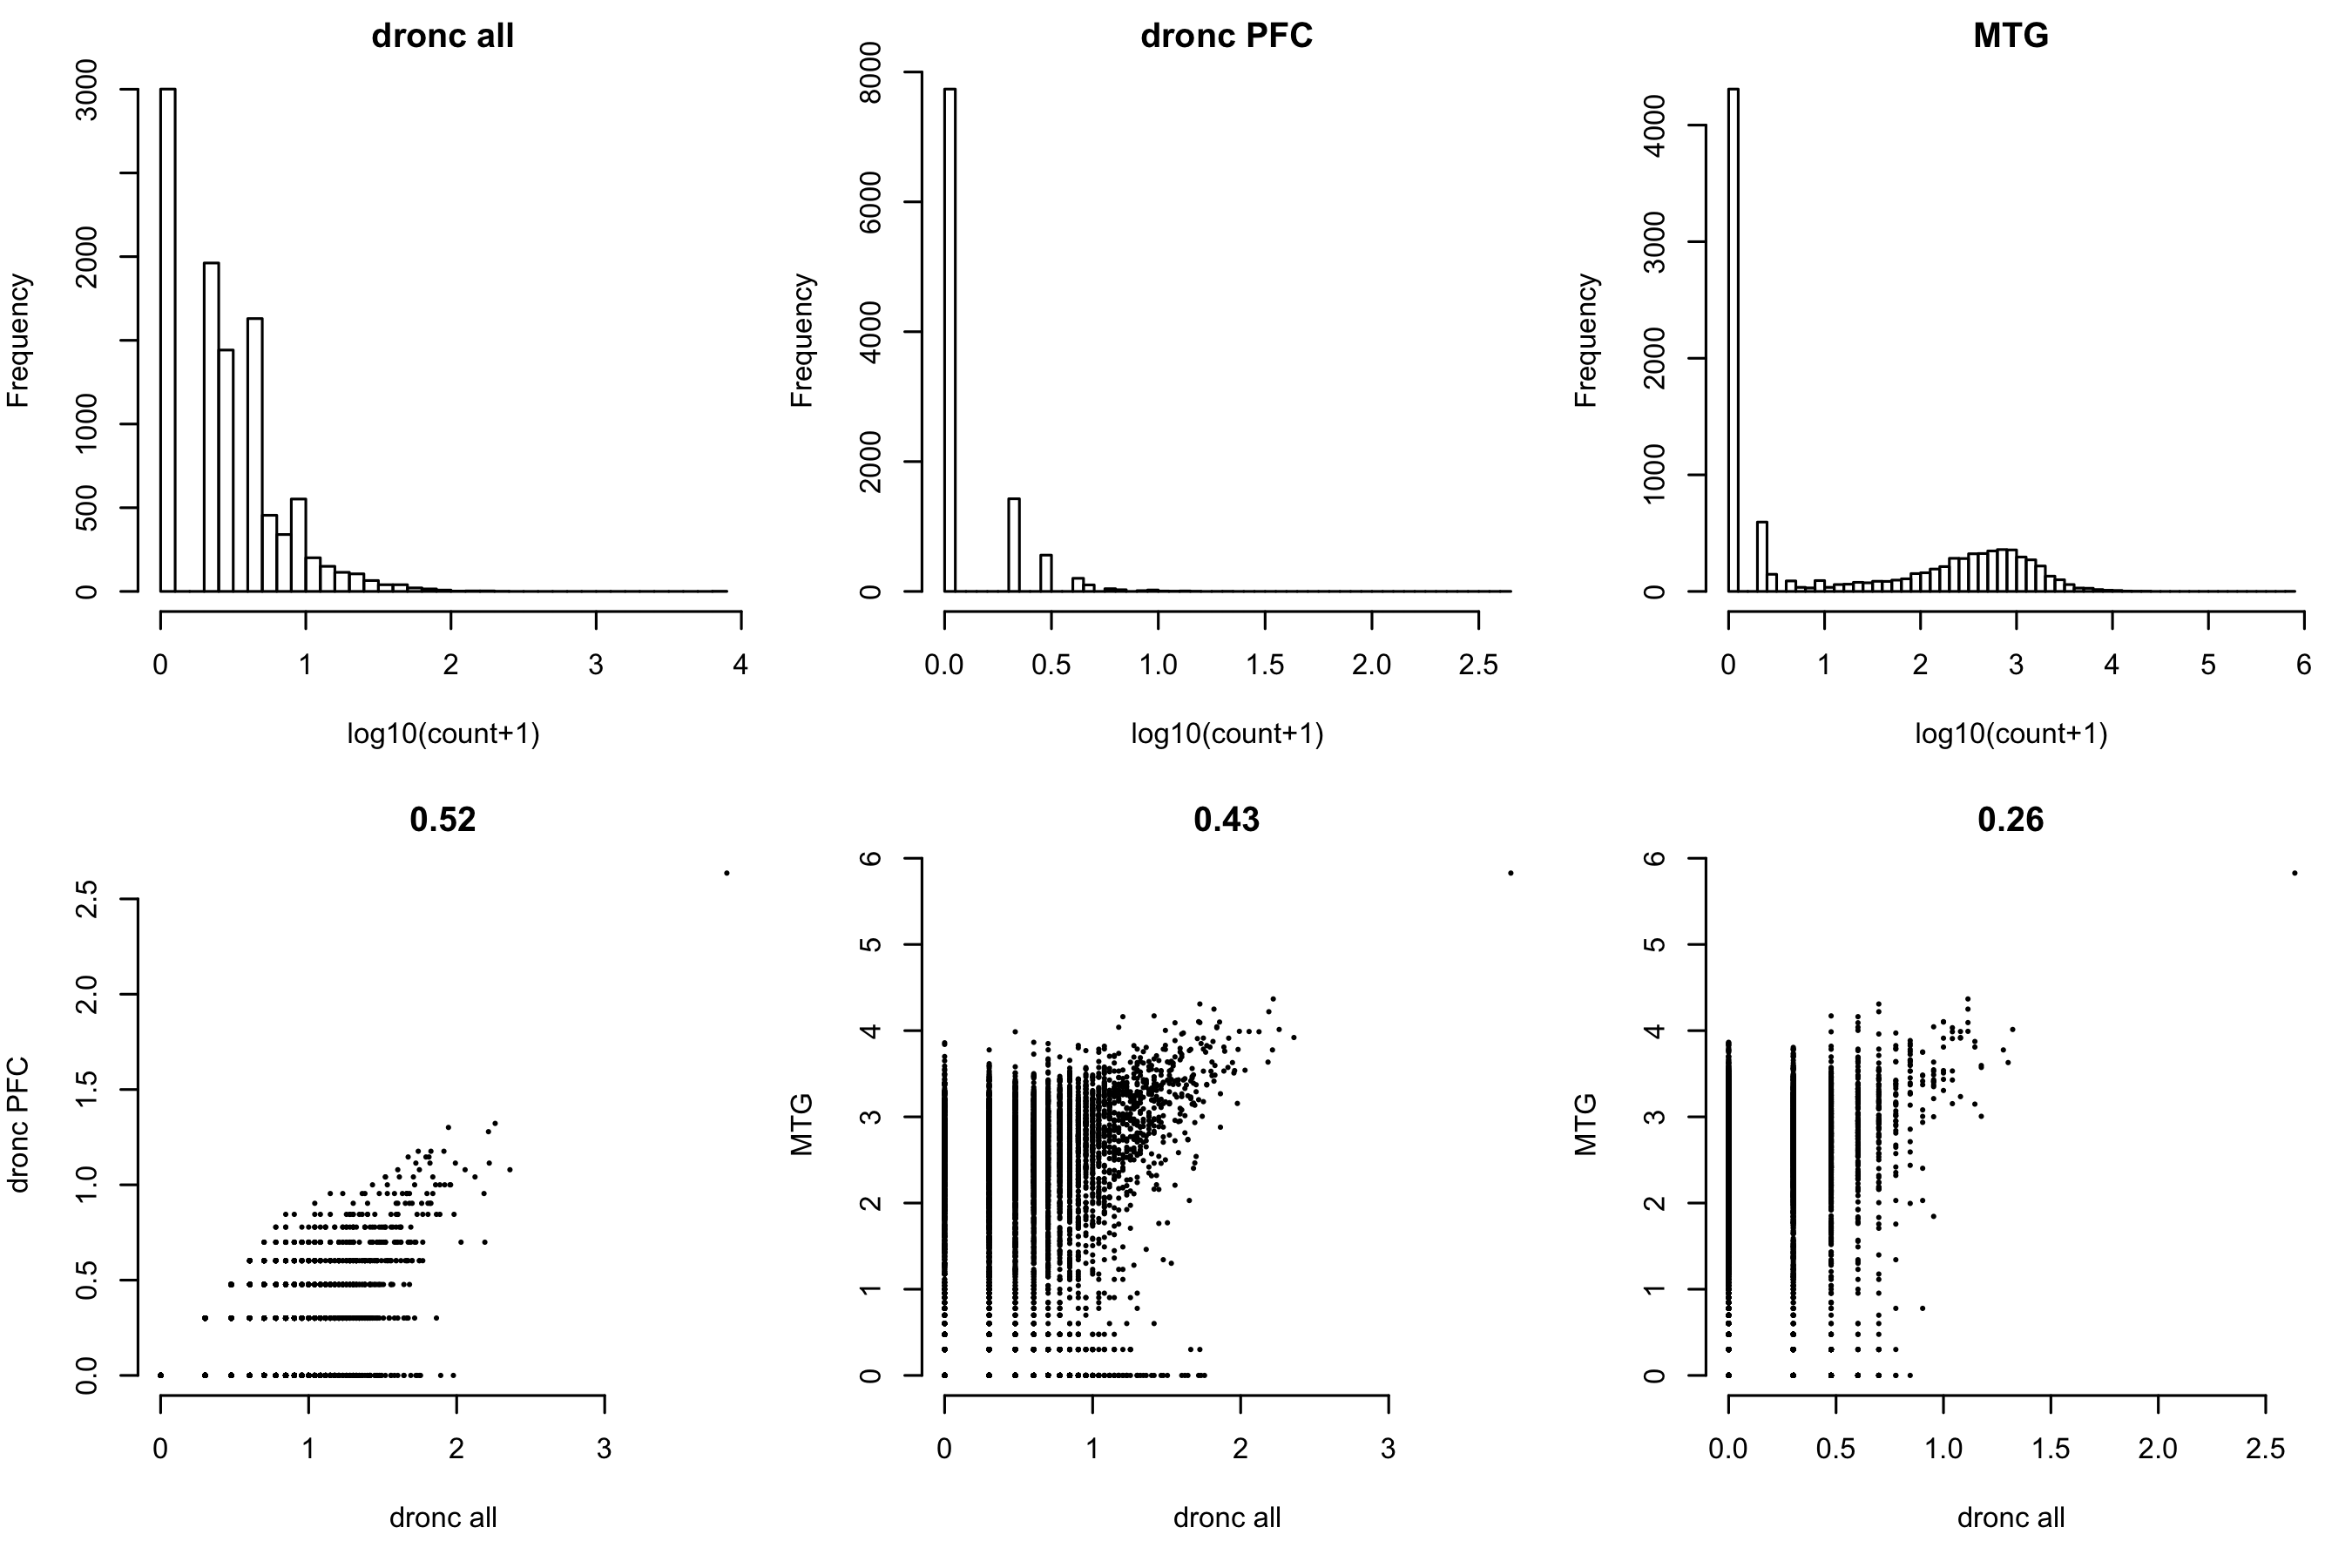 dronc all
Frequency
3000
2000
1000
500
0
0 1 2 3 4
log10(count+1)
dronc PFC
Frequency
8000
6000
4000
2000
0
0.0 0.5 1.0 1.5 2.0 2.5
log10(count+1)
MTG
Frequency
4000
3000
2000
1000
0
0 1 2 3 4 5 6
log10(count+1)
0.52
dronc PFC
2.5
2.0
1.5
1.0
0.5
0.0
0 1 2 3
dronc all
0.43
MTG
6
5
4
3
2
1
0
0 1 2 3
dronc all
0.26
MTG
6
5
4
3
2
1
0
0.0 0.5 1.0 1.5 2.0 2.5
dronc all